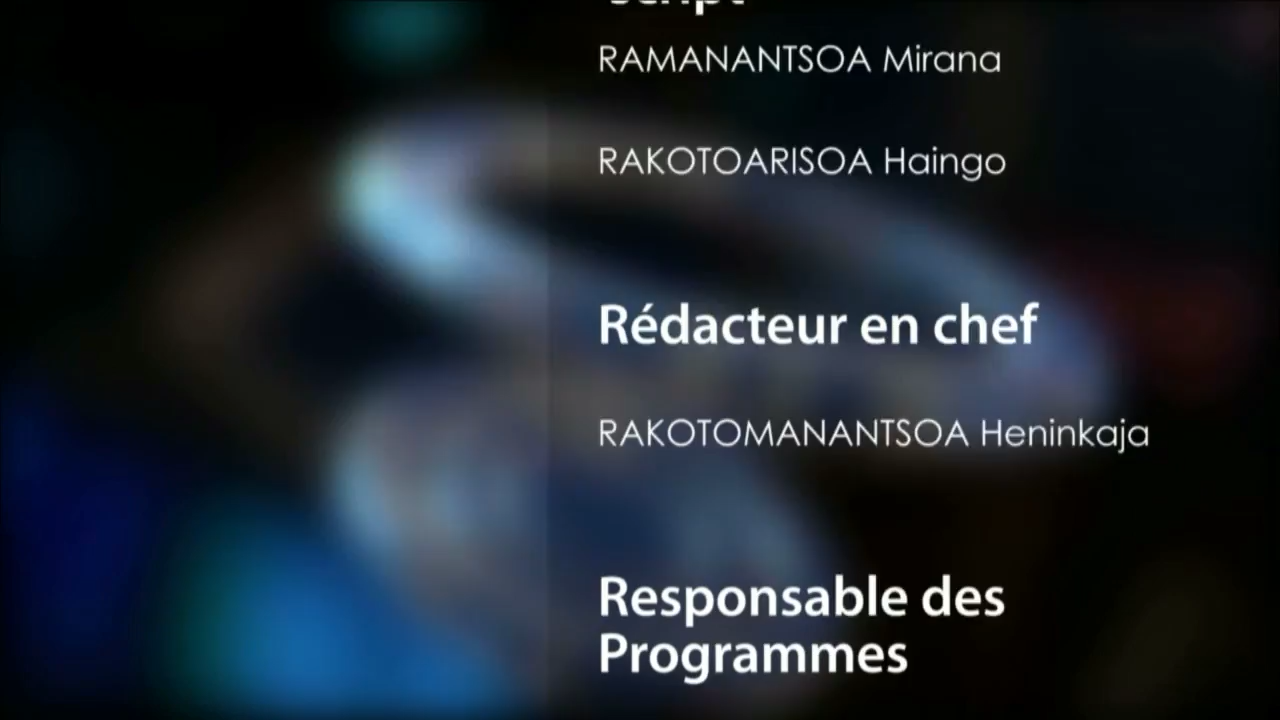 RAMANANTSOA Mirana
RAKOTOARISOA Haingo
Rédacteur en chef
RAKOTOMANANTSOA Heninkaja
Responsable des
Programmes